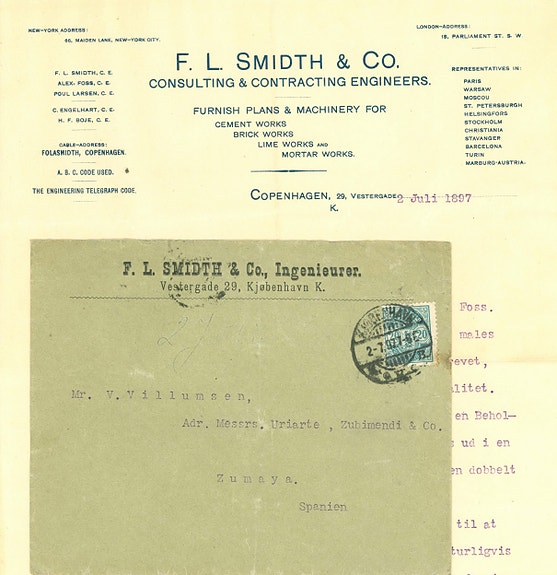 NEW-YORK ADDRESS:
66, MAIDEN LANE, NEW-YORK CITY.
LONDON-ADDRESS:
15, PARLIAMENT ST. S. W.
F. L. SMIDTH & CO.
CONSULTING & CONTRACTING ENGINEERS.
F. L. SMIDTH, C. E.
ALEX. FOSS, C. E.
POUL LARSEN, C. E.
C. ENGELHART, C. E.
H. F. BOJE, C. E.
CABLE-ADDRESS:
FOLASMIDTH, COPENHAGEN.
A. B. C. CODE USED.
THE ENGINEERING TELEGRAPH CODE.
FURNISH PLANS & MACHINERY FOR
CEMENT WORKS
BRICK WORKS
LIME WORKS AND
MORTAR WORKS.
REPRESENTATIVES IN:
PARIS
WARSAW
MOSCOU
ST. PETERSBURGH
HELSINGFORS
STOCKHOLM
CHRISTIANIA
STAVANGER
BARCELONA
TURIN
MARBURG-AUSTRIA.
COPENHAGEN, 29, VESTERGADE 2 Juli 1897
K.
F. L. SMIDTH & Co., Ingenieurer.
Vestergade 29, Kjøbenhavn K.
KJØBENHAVN
20
Mr. V. Villumsen,
Adr. Messrs. Uriarte , Zubimendi & Co.
Zumaya.
Spanien
Foss.
males
evet,
alitet.
en Behol-
s ud i en
en dobbelt
til at
turligvis